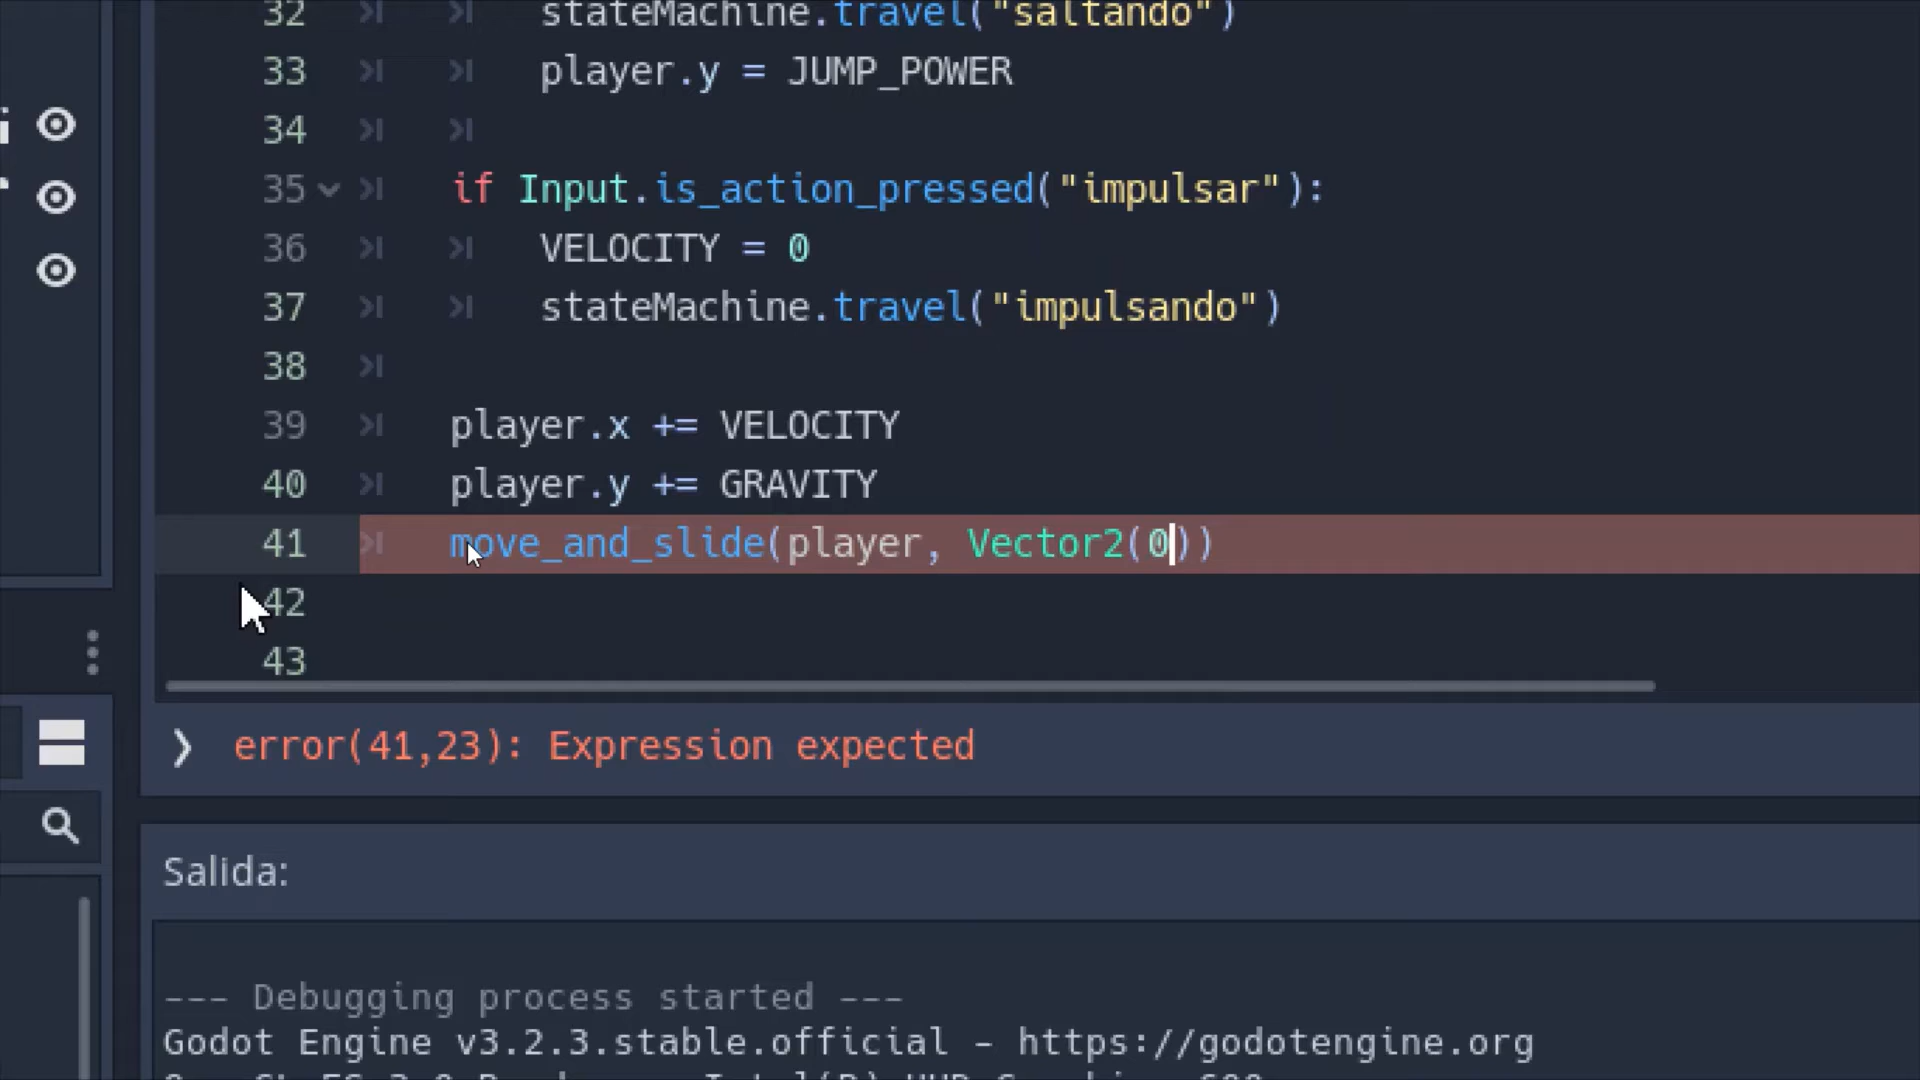 32 stateMachine.travel("saltando")
33 player.y = JUMP_POWER
34
35 if Input.is_action_pressed("impulsar"):
36 VELOCITY = 0
37 stateMachine.travel("impulsando")
38
39 player.x += VELOCITY
40 player.y += GRAVITY
41 move_and_slide(player, Vector2(0))
42
43
error(41,23): Expression expected
Salida:
--- Debugging process started ---
Godot Engine v3.2.3.stable.official - https://godotengine.org